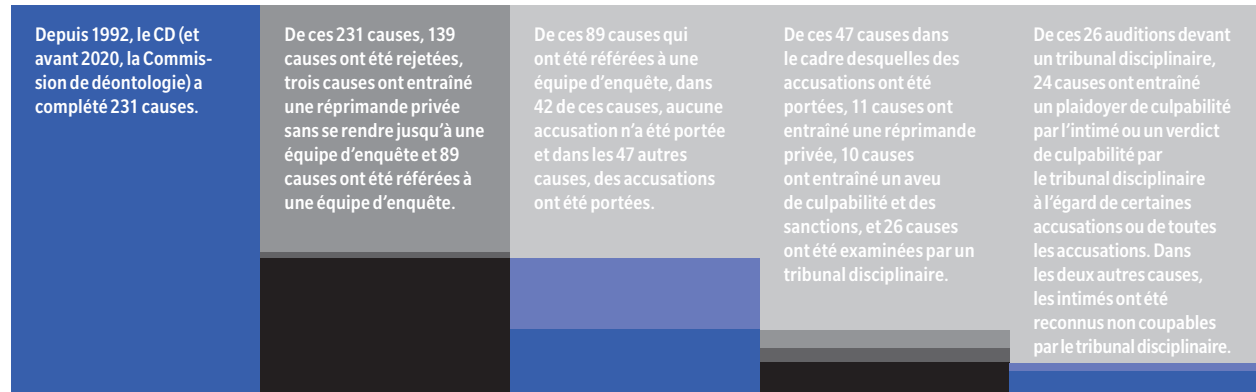 Depuis 1992, le CD (et
avant 2020, la Commis-
sion de déontologie) a
complété 231 causes.
De ces 231 causes, 139
causes ont été rejetées,
trois causes ont entraîné
une réprimande privée
sans se rendre jusqu’à une
équipe d’enquête et 89
causes ont été référées à
une équipe d’enquête.
De ces 89 causes qui
ont été référées à une
équipe d’enquête, dans
42 de ces causes, aucune
accusation n’a été portée
et dans les 47 autres
causes, des accusations
ont été portées.
De ces 47 causes dans
le cadre desquelles des
accusations ont été
portées, 11 causes ont
entraîné une réprimande
privée, 10 causes
ont entraîné un aveu
de culpabilité et des
sanctions, et 26 causes
ont été examinées par un
tribunal disciplinaire.
De ces 26 auditions devant
un tribunal disciplinaire,
24 causes ont entraîné
un plaidoyer de culpabilité
par l’intimé ou un verdict
de culpabilité par
le tribunal disciplinaire
à l’égard de certaines
accusations ou de toutes
les accusations. Dans
les deux autres causes,
les intimés ont été
reconnus non coupables
par le tribunal disciplinaire.